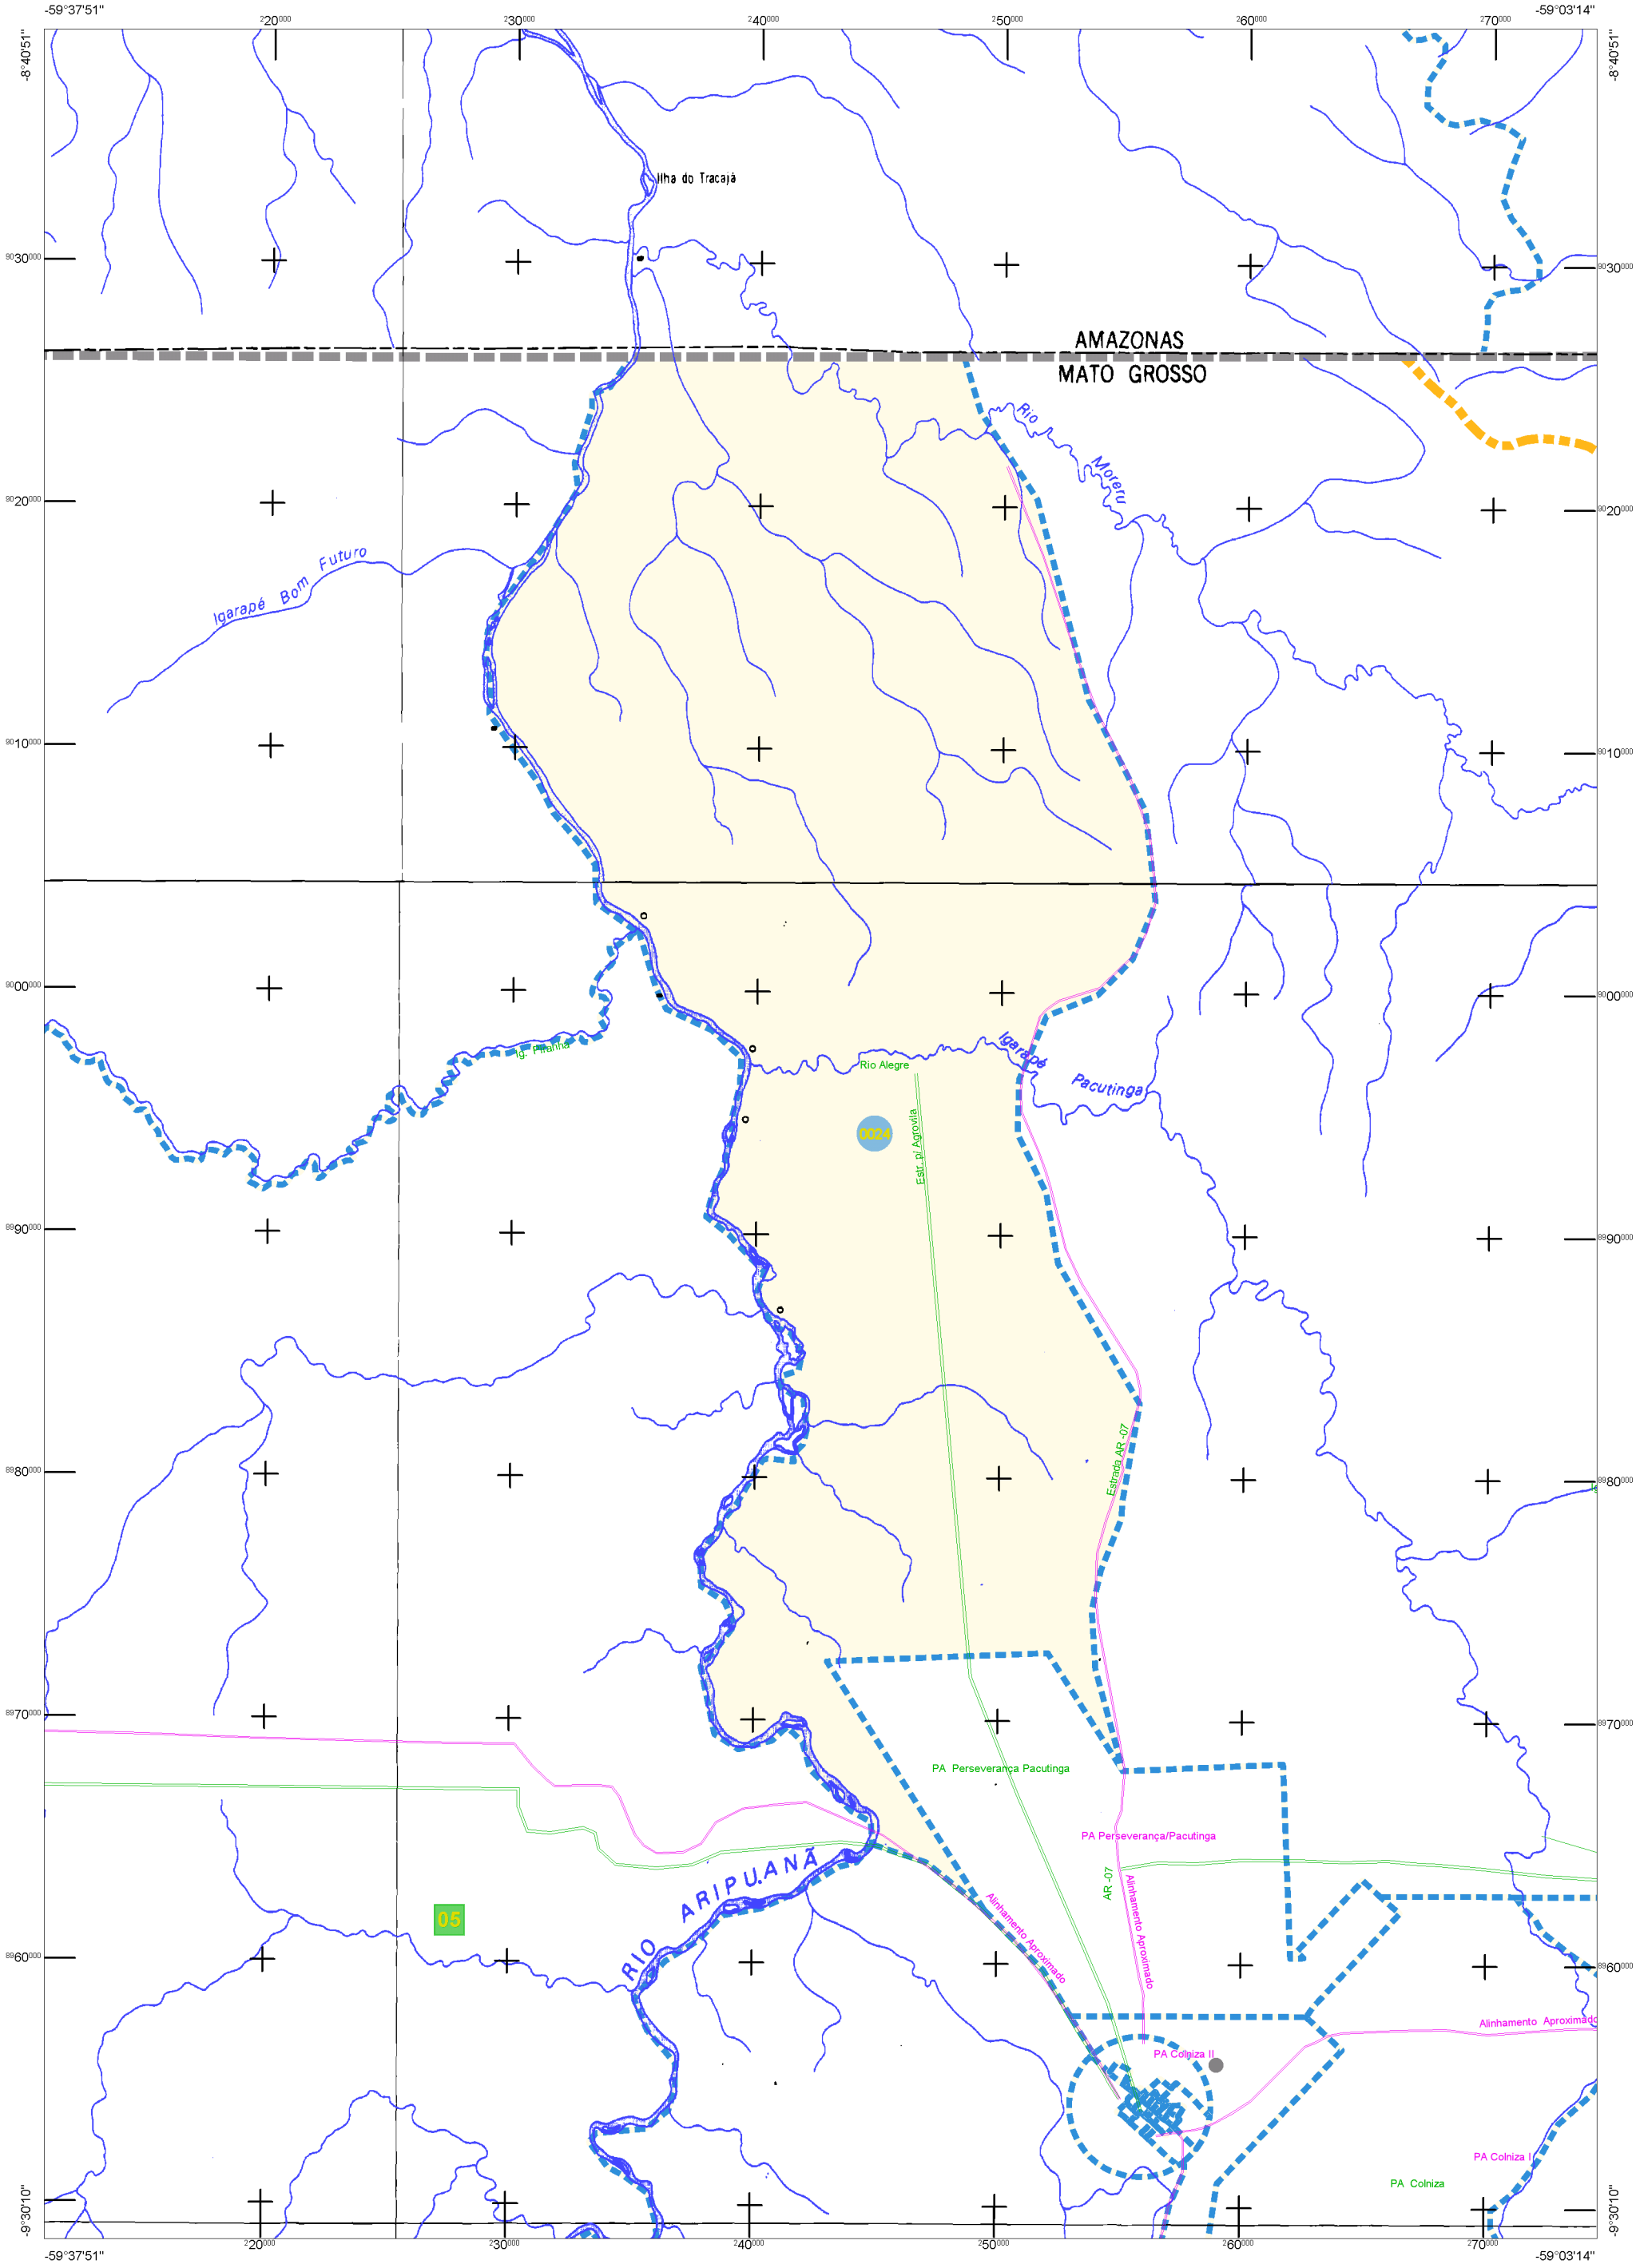 -59°37'51"
-59°03'14"
220000
230000
240000
250000
260000
270000
-8°40'51"
-8°40'51"
Ilha do Tracajá
9030000
9030000
AMAZONAS
MATO GROSSO
Rio
Moreru
9020000
9020000
Igarapé Bom Futuro
9010000
9010000
9000000
9000000
Ig. Piranha
Igarapé
Pacutinga
Rio Alegre
0024
Estr. p/ Agrovila
8990000
8990000
Estrada AR -07
8980000
8980000
8970000
8970000
PA Perseverança Pacutinga
PA Perseverança/Pacutinga
AR -07
Alinhamento Aproximado
Alinhamento Aproximado
RIO ARIPUANÃ
05
8960000
8960000
Alinhamento Aproximado
PA Colniza II
PA Colniza I
PA Colniza
-9°30'10"
-9°30'10"
220000
230000
240000
250000
260000
270000
-59°37'51"
-59°03'14"